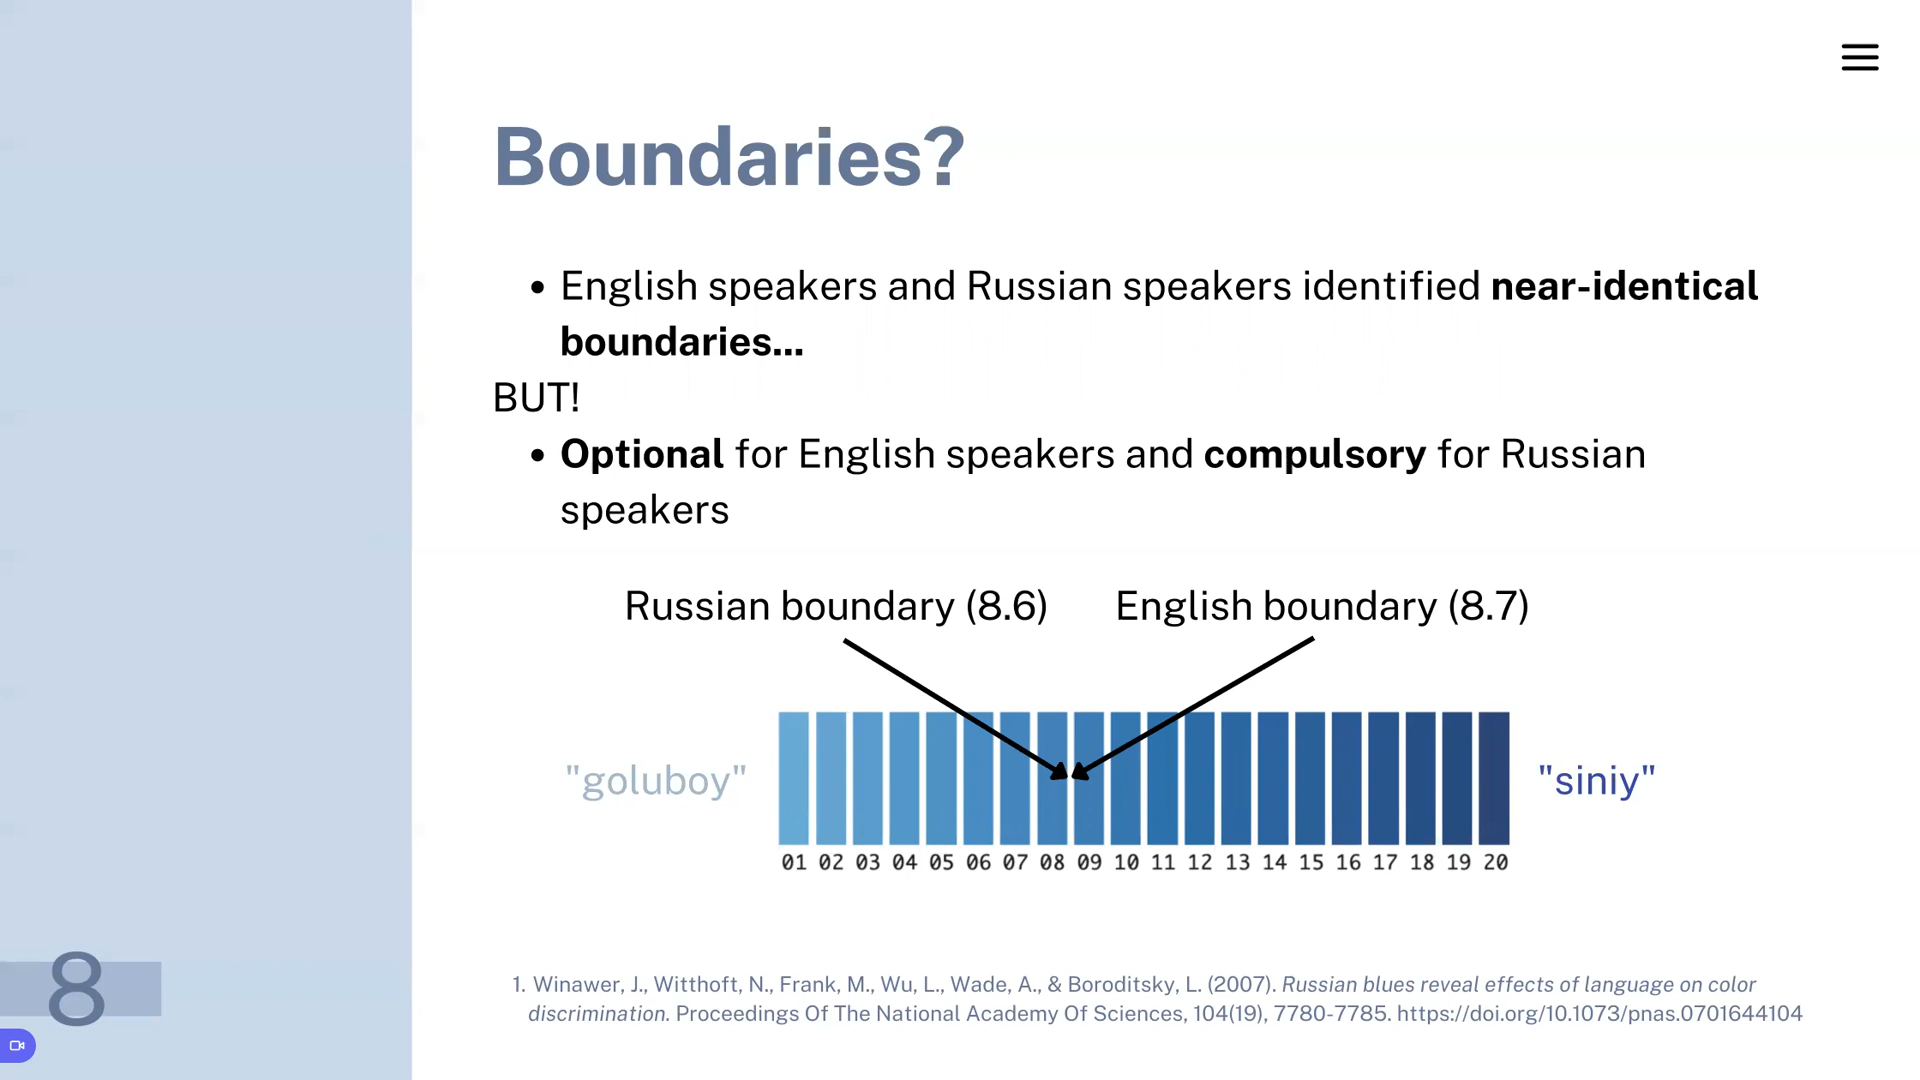 Boundaries?
• English speakers and Russian speakers identified near-identical
boundaries...
BUT!
• Optional for English speakers and compulsory for Russian
speakers
Russian boundary (8.6) English boundary (8.7)
"goluboy" "siniy"
01 02 03 04 05 06 07 08 09 10 11 12 13 14 15 16 17 18 19 20
1. Winawer, J., Witthoft, N., Frank, M., Wu, L., Wade, A., & Boroditsky, L. (2007). Russian blues reveal effects of language on color
discrimination. Proceedings Of The National Academy Of Sciences, 104(19), 7780-7785. https://doi.org/10.1073/pnas.0701644104
8